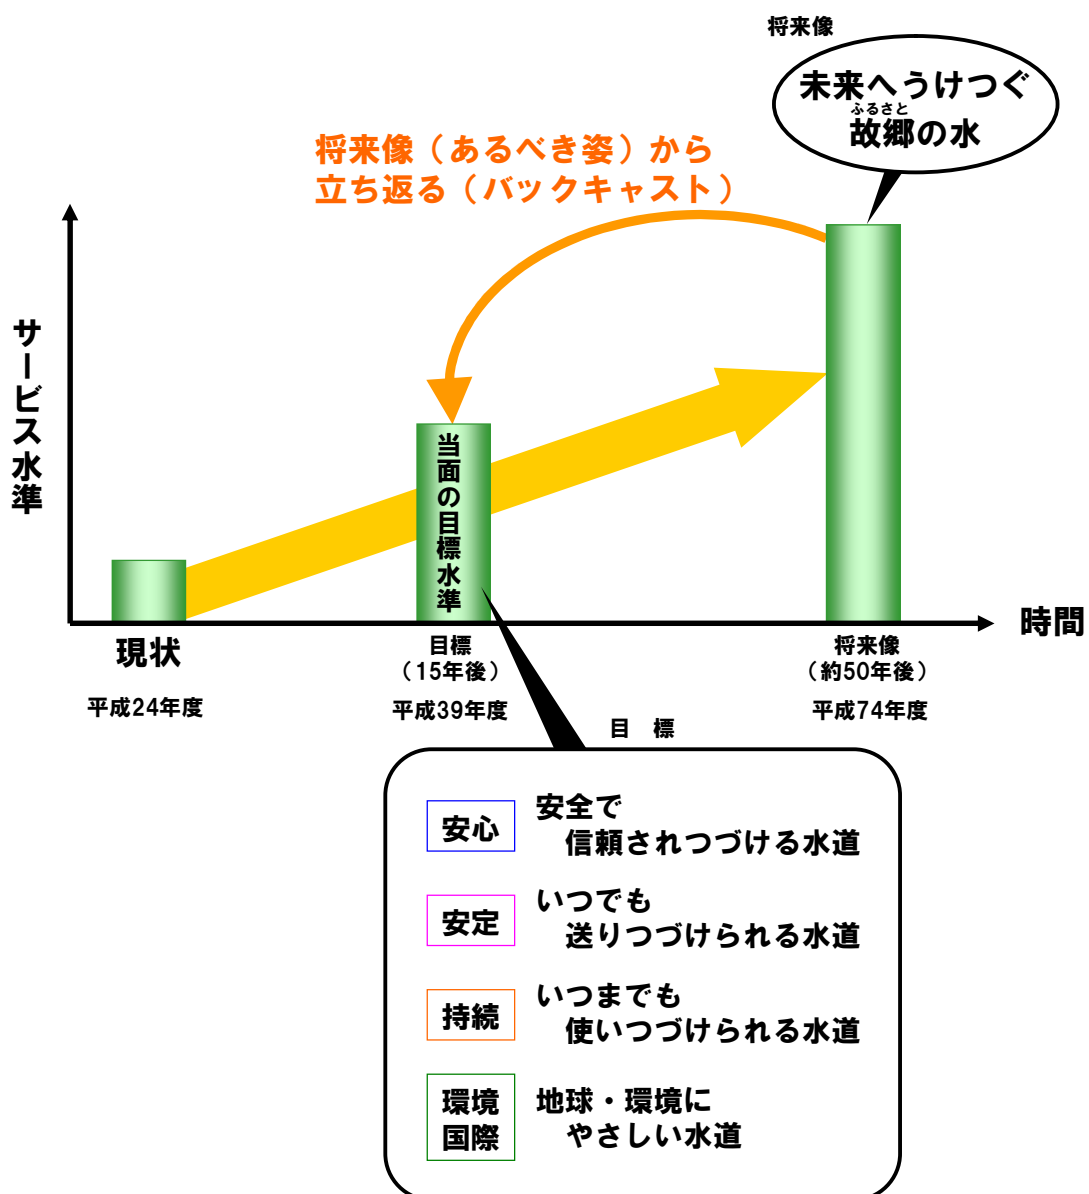 将来像
未来へうけつぐ
ふるさと
故郷の水
将来像（あるべき姿）から
立ち返る（バックキャスト）
サービス水準
当面の目標水準
時間
現状
平成24年度
目標
（15年後）
平成39年度
将来像
（約50年後）
平成74年度
目　標
安心
安全で
信頼されつづける水道
安定
いつでも
送りつづけられる水道
持続
いつまでも
使いつづけられる水道
環境
国際
地球・環境に
やさしい水道